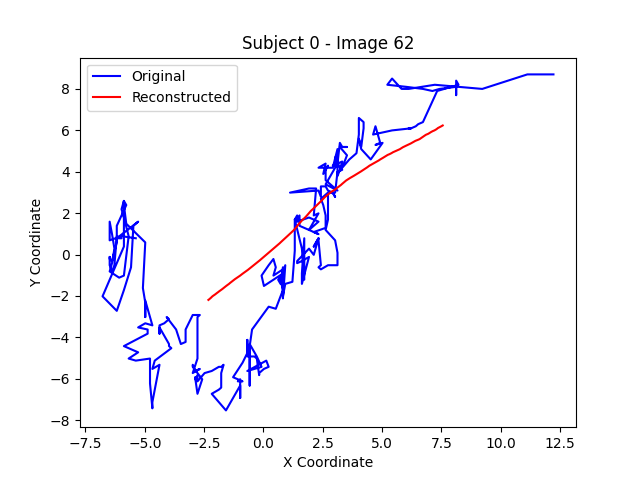 Subject 0 - Image 62
Original
Reconstructed
Y Coordinate
8
6
4
2
0
−2
−4
−6
−8
−7.5 −5.0 −2.5 0.0 2.5 5.0 7.5 10.0 12.5
X Coordinate